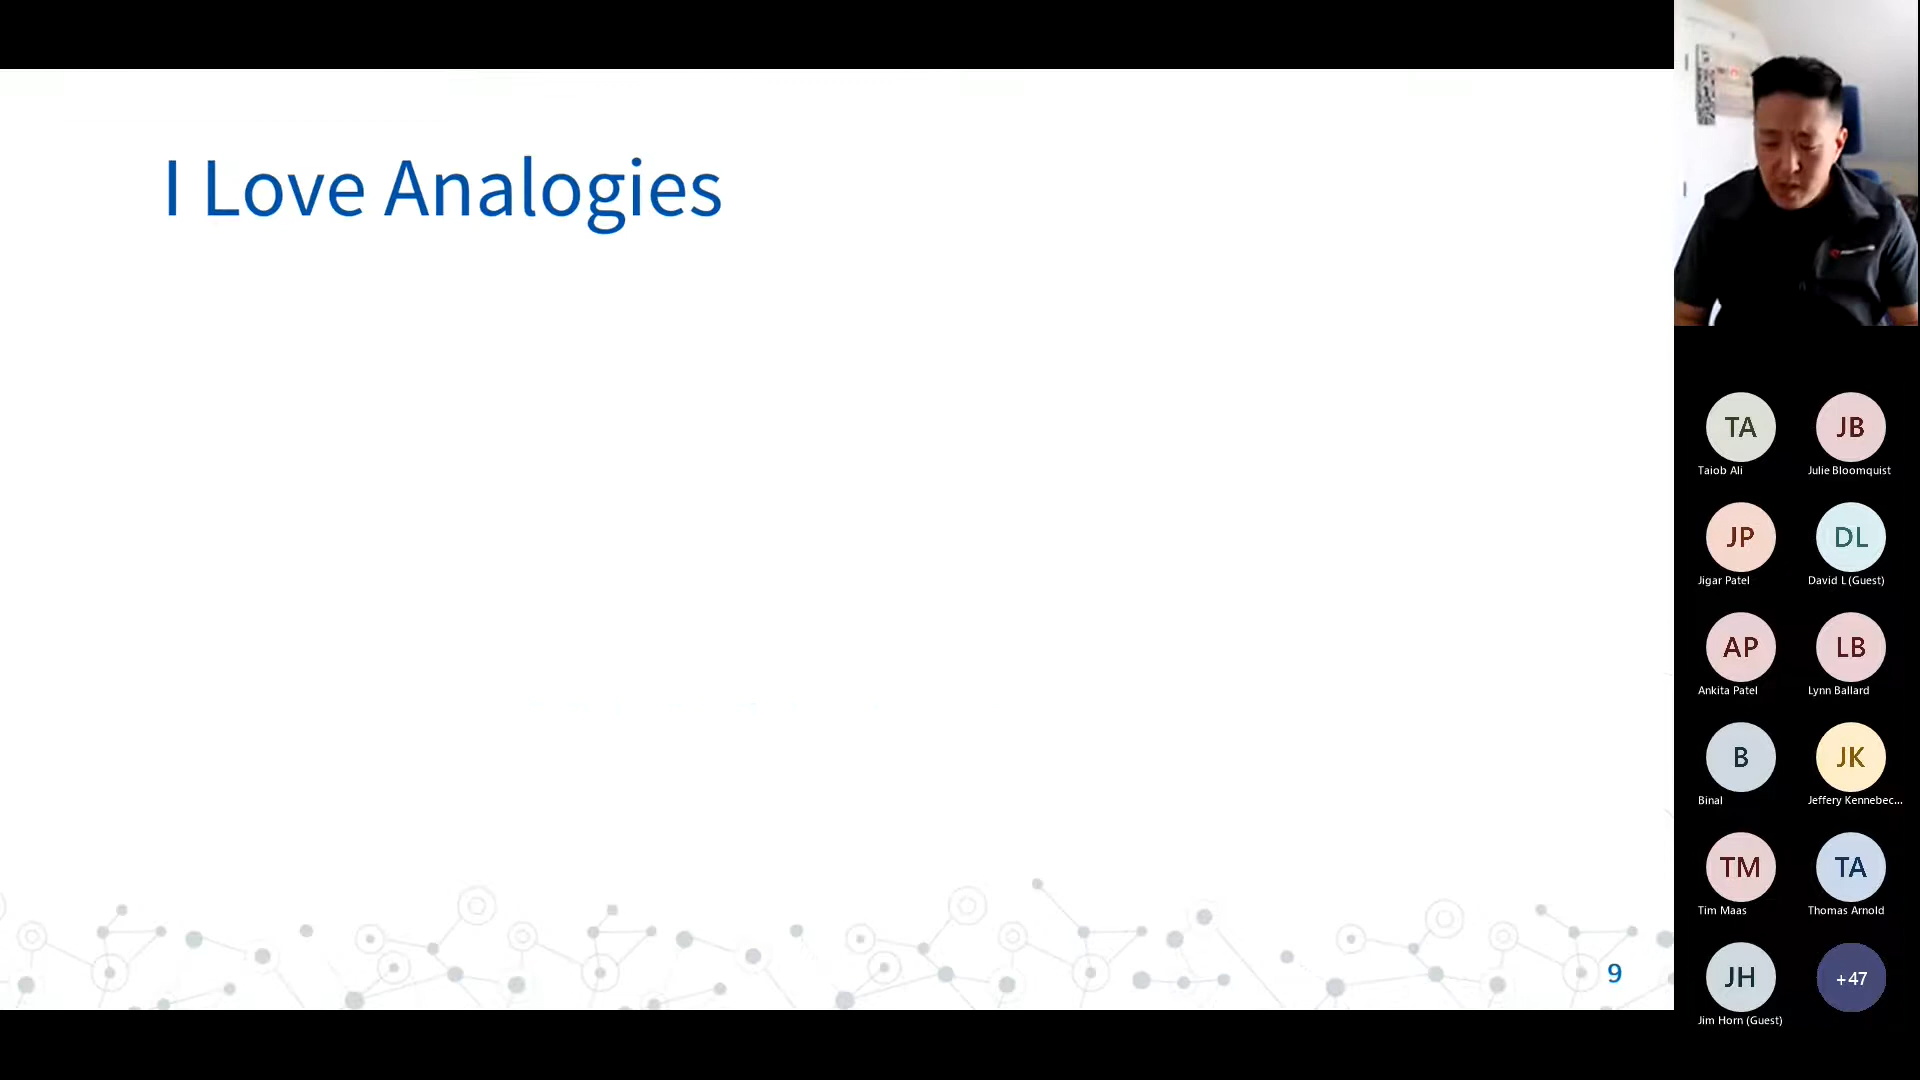 I Love Analogies
9
TA
Taiob Ali
JB
Julie Bloomquist
JP
Jigar Patel
DL
David L (Guest)
AP
Ankita Patel
LB
Lynn Ballard
B
Binal
JK
Jeffery Kennebec...
TM
Tim Maas
TA
Thomas Arnold
JH
Jim Horn (Guest)
+47